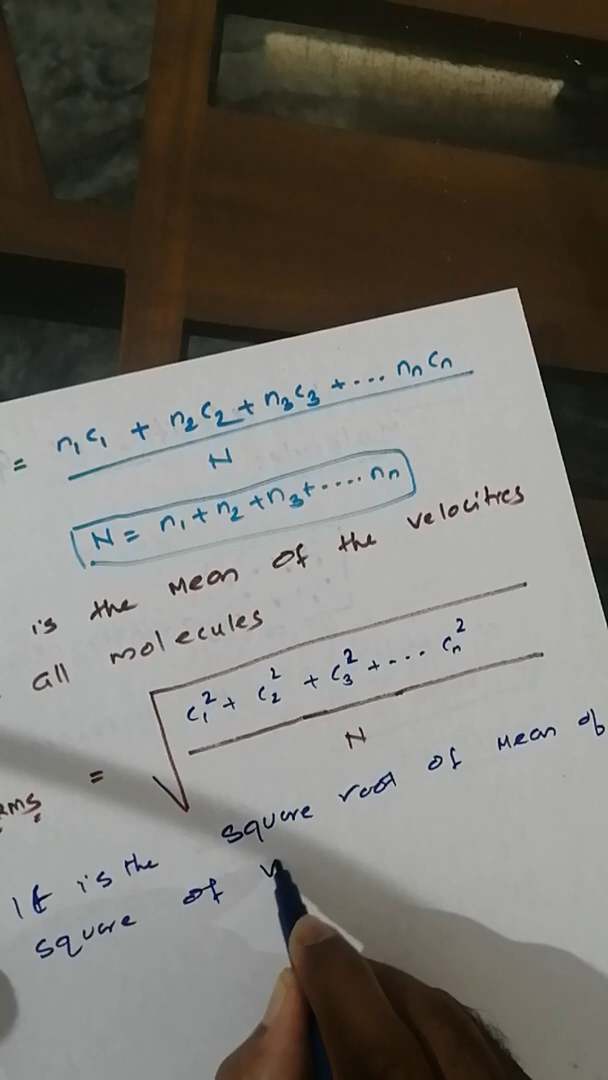 = n₁c₁ + n₂c₂ + n₃c₃ + .... nₙcₙ
N
N = n₁ + n₂ + n₃ + ..... nₙ
is the Mean of the velocities
all molecules
rms = √ c₁² + c₂² + c₃² + .... cₙ²
N
It is the square root of Mean of
square of v